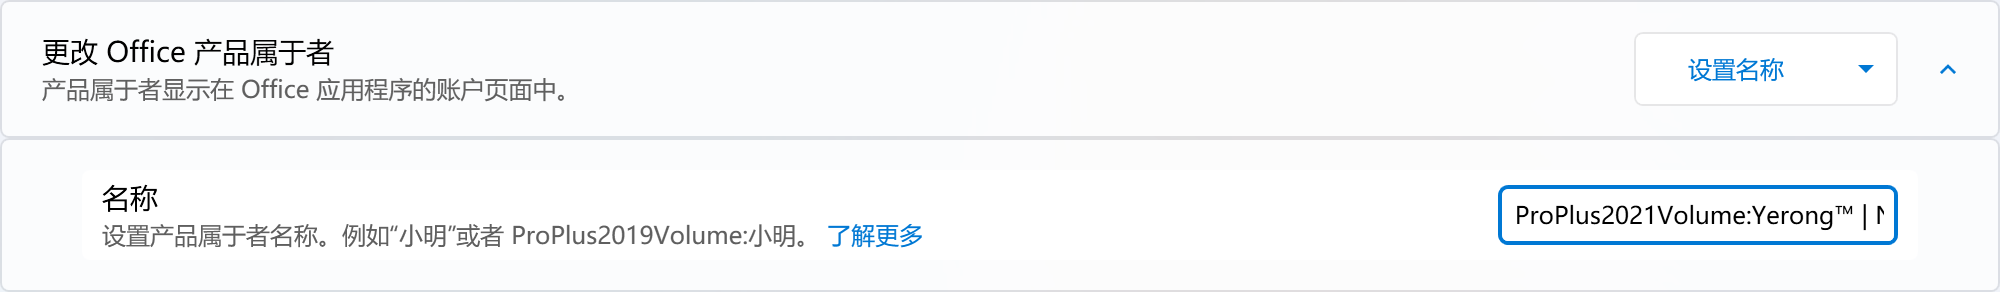 更改 Office 产品属于者
产品属于者显示在 Office 应用程序的账户页面中。
设置名称
名称
设置产品属于者名称。例如“小明”或者 ProPlus2019Volume:小明。 了解更多
ProPlus2021Volume:Yerong™ |